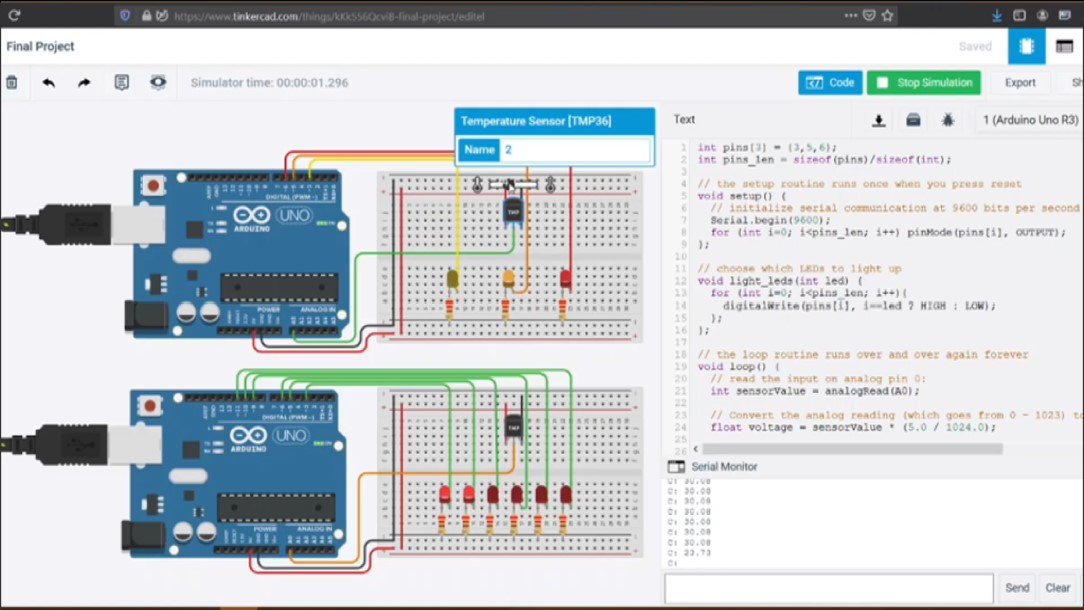 https://www.tinkercad.com/things/kKk556QcviB-final-project/editel
Final Project
Saved
Simulator time: 00:00:01.296
Code
Stop Simulation
Export
Temperature Sensor [TMP36]
Name 2
Text
1 (Arduino Uno R3)
1 int pins[3] = {3,5,6};
2 int pins_len = sizeof(pins)/sizeof(int);
3
4 // the setup routine runs once when you press reset
5 void setup() {
6 // initialize serial communication at 9600 bits per second
7 Serial.begin(9600);
8 for (int i=0; i<pins_len; i++) pinMode(pins[i], OUTPUT);
9 };
10
11 // choose which LEDs to light up
12 void light_leds(int led) {
13 for (int i=0; i<pins_len; i++){
14 digitalWrite(pins[i], i==led ? HIGH : LOW);
15 };
16 };
17
18 // the loop routine runs over and over again forever
19 void loop() {
20 // read the input on analog pin 0:
21 int sensorValue = analogRead(A0);
22
23 // Convert the analog reading (which goes from 0 - 1023) to
24 float voltage = sensorValue * (5.0 / 1024.0);
25
26
Serial Monitor
C: 30.08
C: 30.08
C: 30.08
C: 30.08
C: 30.08
C: 30.08
C: 30.08
C: 23.73
C:
Send
Clear
DIGITAL (PWM~)
UNO
ARDUINO
POWER
ANALOG IN
TMP
DIGITAL (PWM~)
UNO
ARDUINO
POWER
ANALOG IN
TMP